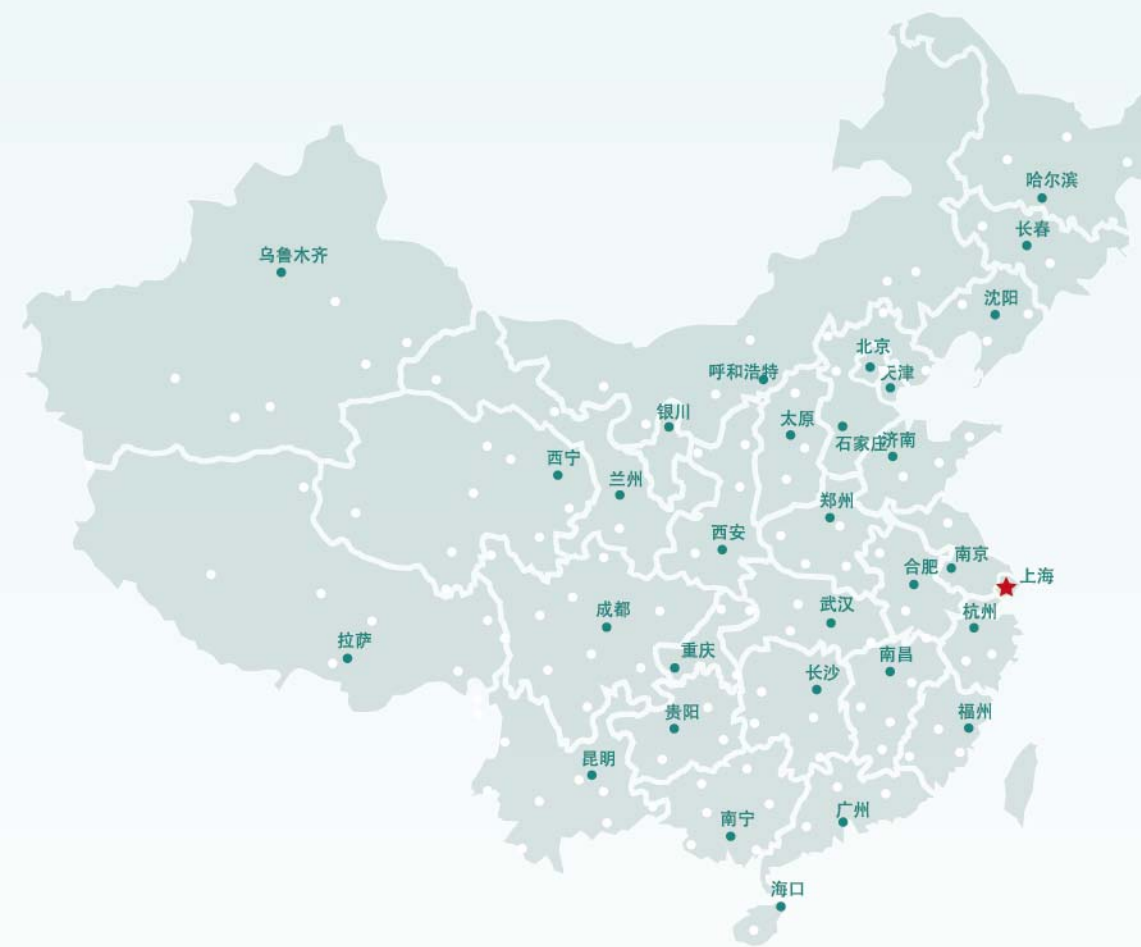 哈尔滨
长春
乌鲁木齐
沈阳
北京
呼和浩特
天津
银川
太原
石家庄
济南
西宁
兰州
郑州
西安
南京
合肥
上海
成都
武汉
杭州
拉萨
重庆
南昌
长沙
贵阳
福州
昆明
南宁
广州
海口